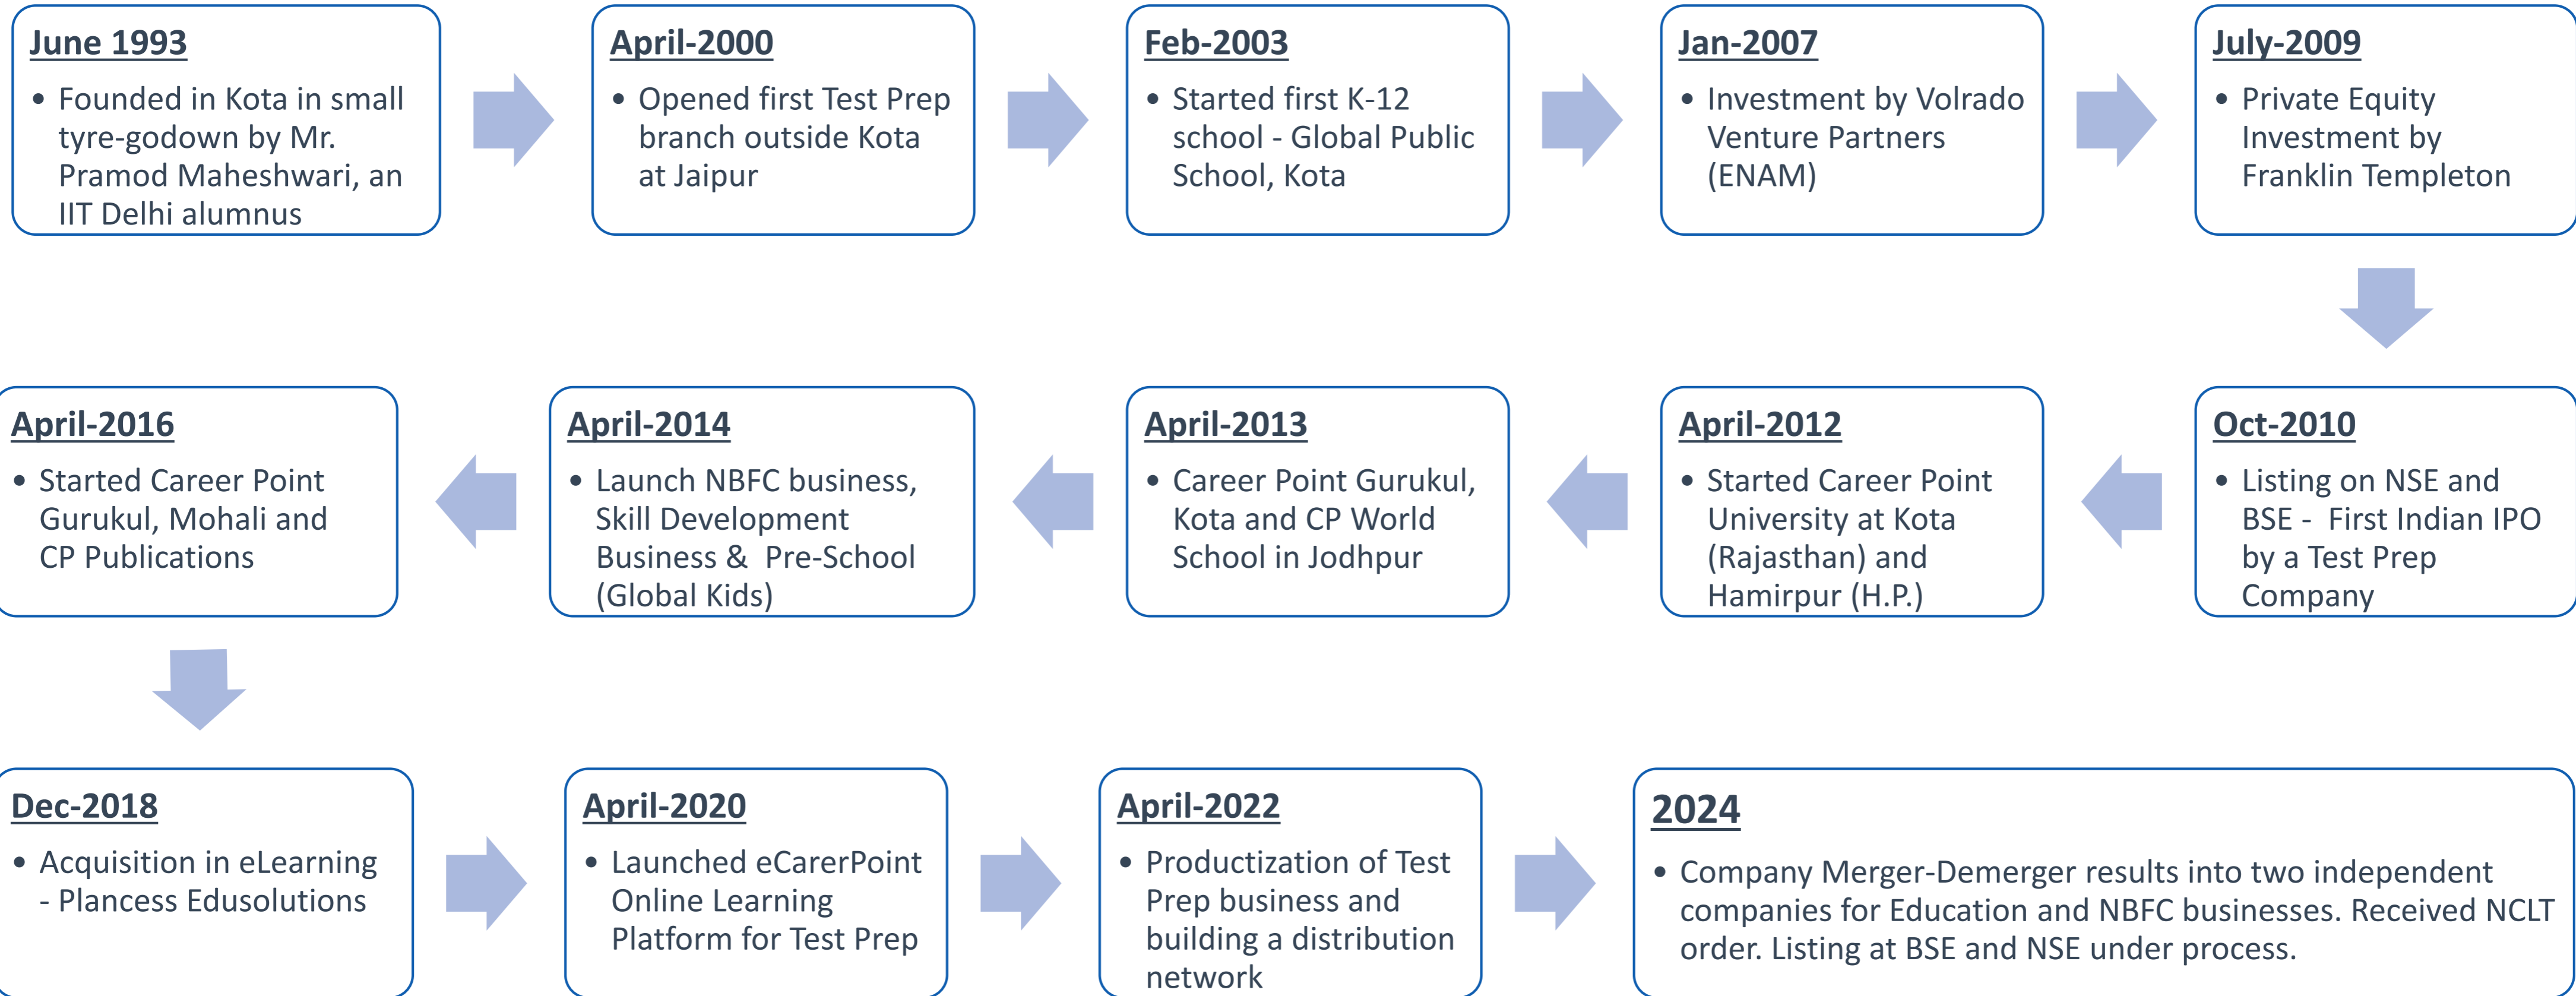 June 1993
• Founded in Kota in small
tyre-godown by Mr.
Pramod Maheshwari, an
IIT Delhi alumnus
April-2000
• Opened first Test Prep
branch outside Kota
at Jaipur
Feb-2003
• Started first K-12
school - Global Public
School, Kota
Jan-2007
• Investment by Volrado
Venture Partners
(ENAM)
July-2009
• Private Equity
Investment by
Franklin Templeton
Oct-2010
• Listing on NSE and
BSE - First Indian IPO
by a Test Prep
Company
April-2012
• Started Career Point
University at Kota
(Rajasthan) and
Hamirpur (H.P.)
April-2013
• Career Point Gurukul,
Kota and CP World
School in Jodhpur
April-2014
• Launch NBFC business,
Skill Development
Business & Pre-School
(Global Kids)
April-2016
• Started Career Point
Gurukul, Mohali and
CP Publications
Dec-2018
• Acquisition in eLearning
- Plancess Edusolutions
April-2020
• Launched eCarerPoint
Online Learning
Platform for Test Prep
April-2022
• Productization of Test
Prep business and
building a distribution
network
2024
• Company Merger-Demerger results into two independent
companies for Education and NBFC businesses. Received NCLT
order. Listing at BSE and NSE under process.